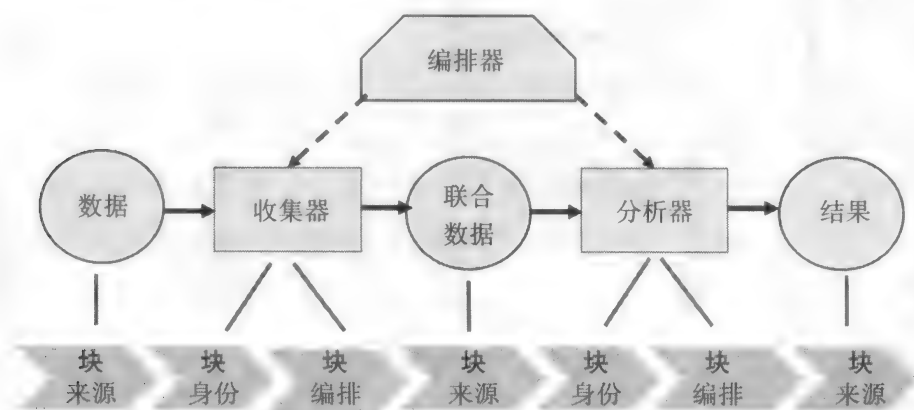 编排器
数据
收集器
联合
数据
分析器
结果
块
来源
块
身份
块
编排
块
来源
块
身份
块
编排
块
来源